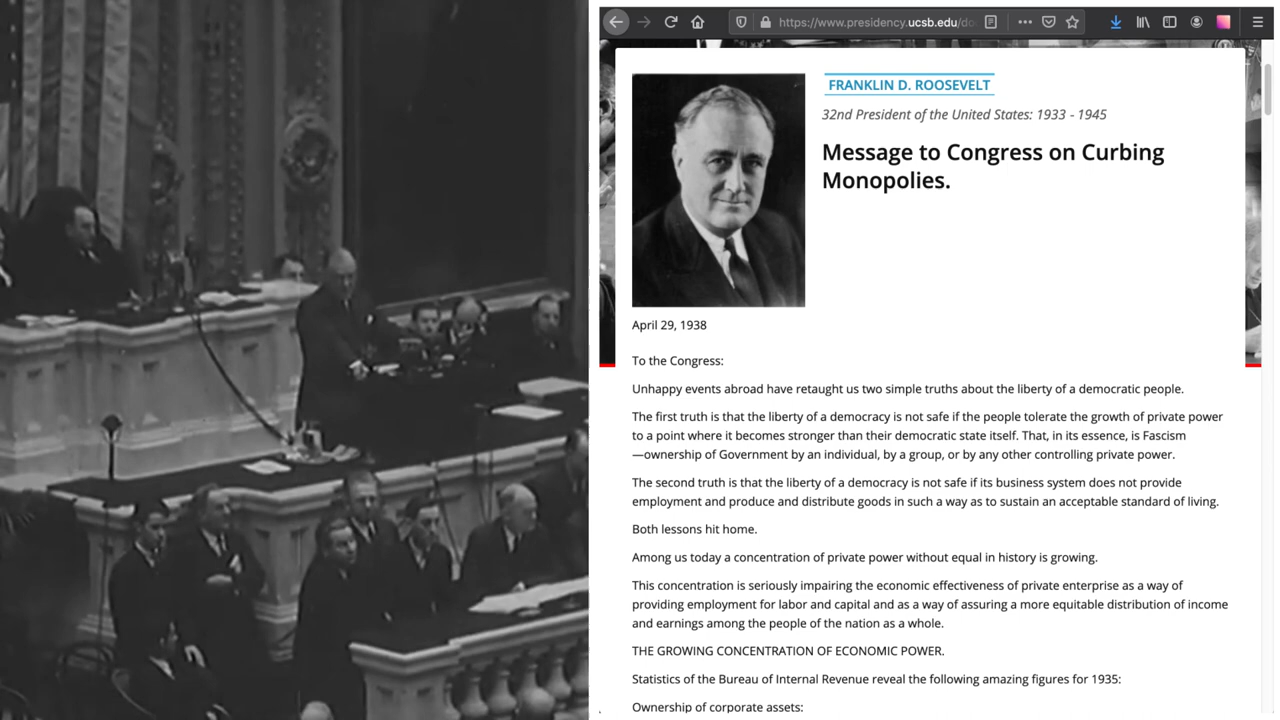 https://www.presidency.ucsb.edu/do
FRANKLIN D. ROOSEVELT
32nd President of the United States: 1933 - 1945
Message to Congress on Curbing
Monopolies.
April 29, 1938
To the Congress:
Unhappy events abroad have retaught us two simple truths about the liberty of a democratic people.
The first truth is that the liberty of a democracy is not safe if the people tolerate the growth of private power
to a point where it becomes stronger than their democratic state itself. That, in its essence, is Fascism
—ownership of Government by an individual, by a group, or by any other controlling private power.
The second truth is that the liberty of a democracy is not safe if its business system does not provide
employment and produce and distribute goods in such a way as to sustain an acceptable standard of living.
Both lessons hit home.
Among us today a concentration of private power without equal in history is growing.
This concentration is seriously impairing the economic effectiveness of private enterprise as a way of
providing employment for labor and capital and as a way of assuring a more equitable distribution of income
and earnings among the people of the nation as a whole.
THE GROWING CONCENTRATION OF ECONOMIC POWER.
Statistics of the Bureau of Internal Revenue reveal the following amazing figures for 1935:
Ownership of corporate assets: